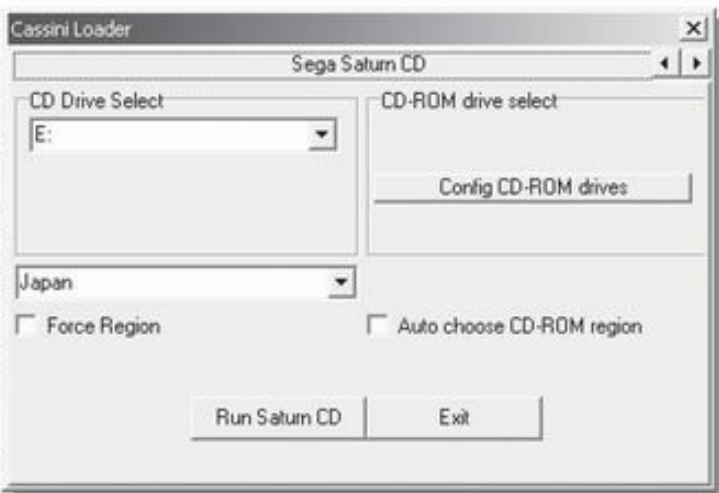 Cassini Loader
Sega Saturn CD
CD Drive Select
E:
CD-ROM drive select
Config CD-ROM drives
Japan
Force Region
Auto choose CD-ROM region
Run Saturn CD
Exit